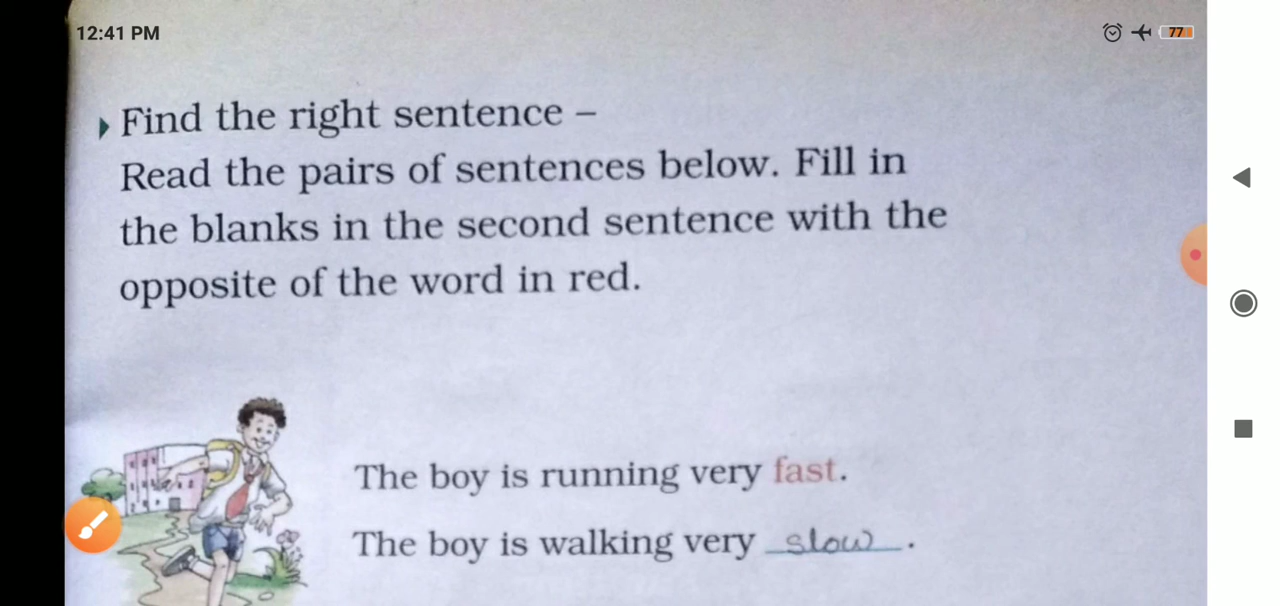 12:41 PM
77
Find the right sentence –
Read the pairs of sentences below. Fill in
the blanks in the second sentence with the
opposite of the word in red.
The boy is running very fast.
The boy is walking very slow.